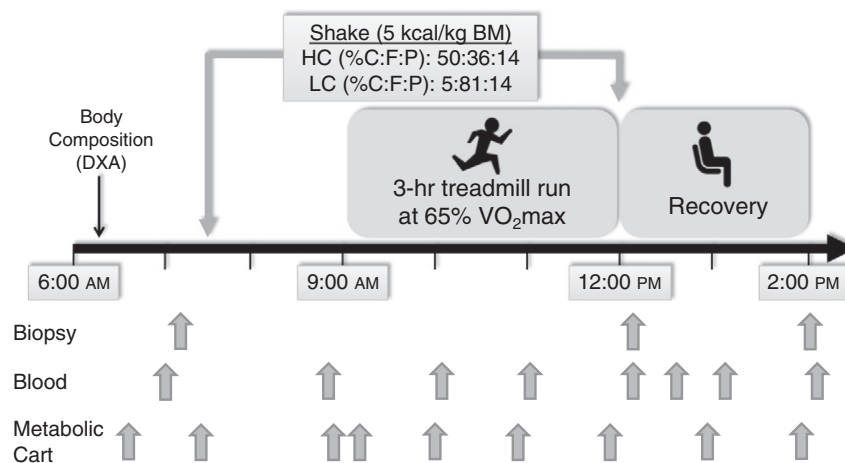 Shake (5 kcal/kg BM)
HC (%C:F:P): 50:36:14
LC (%C:F:P): 5:81:14
Body
Composition
(DXA)
3-hr treadmill run
at 65% VO₂max
Recovery
6:00 AM
9:00 AM
12:00 PM
2:00 PM
Biopsy
Blood
Metabolic
Cart